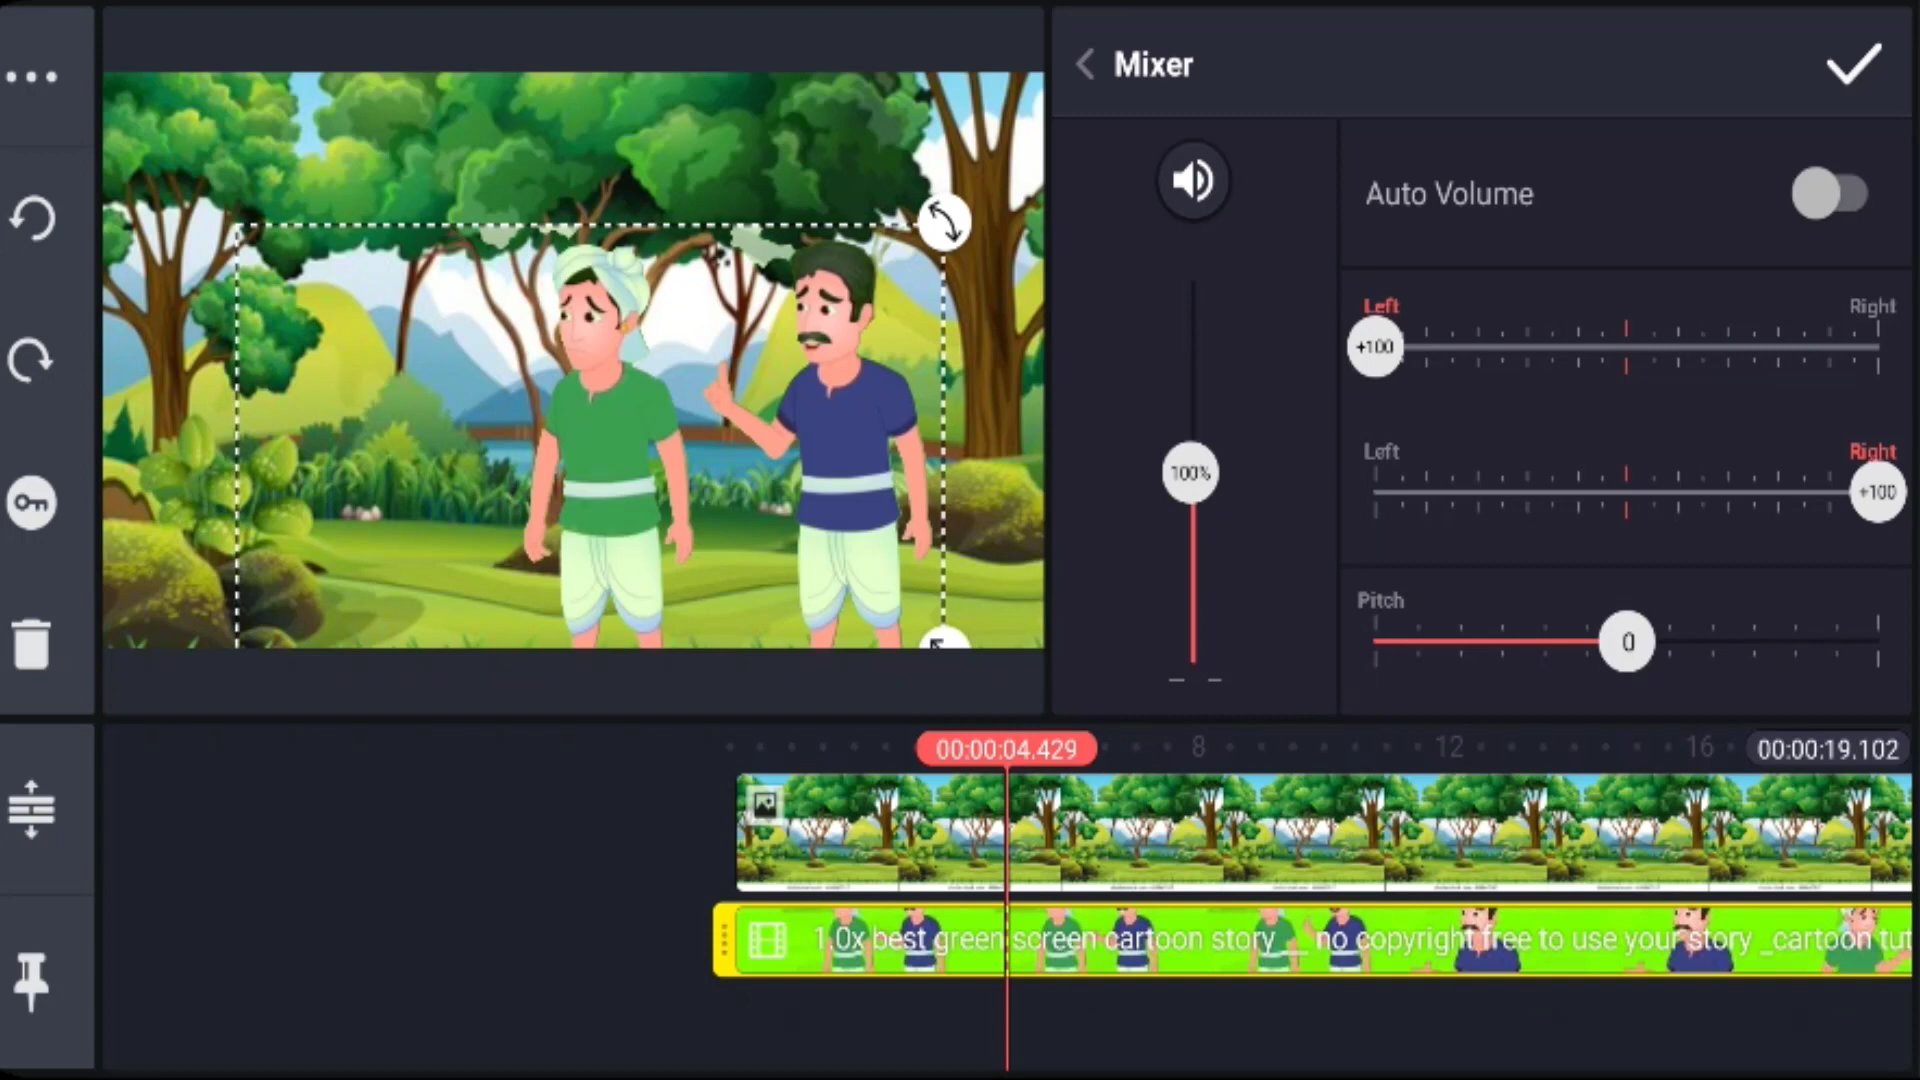 Mixer
Auto Volume
Left
Right
+100
Left
Right
+100
100%
Pitch
0
00:00:04.429
8
12
16
00:00:19.102
1.0x best green screen cartoon story __ no copyright free to use your story _cartoon tut